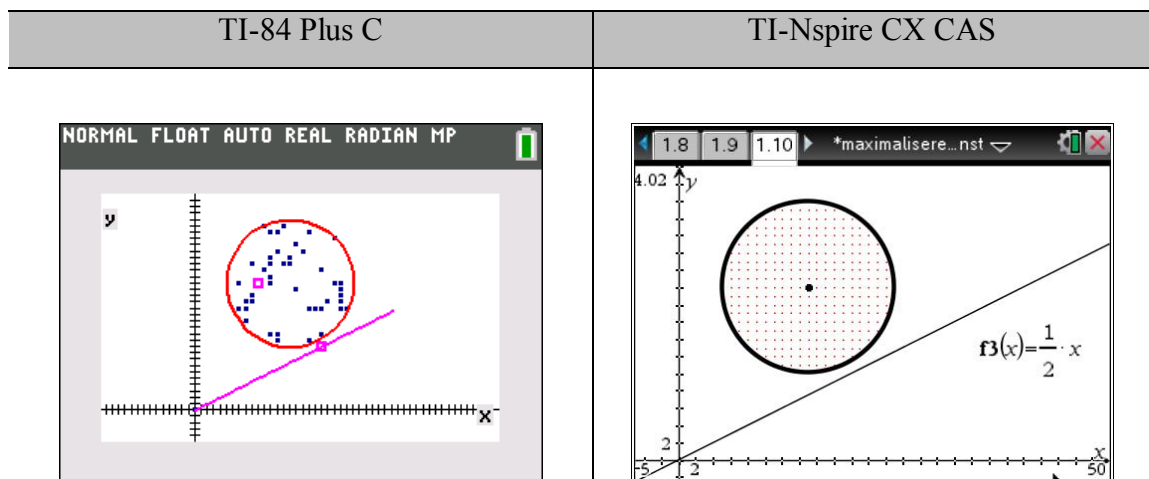 TI-84 Plus C
TI-Nspire CX CAS
NORMAL FLOAT AUTO REAL RADIAN MP
y
x
1.8 1.9 1.10 *maximalisere...nst
4.02 y
f3(x)=1/2 · x
2
x
-5 2 50